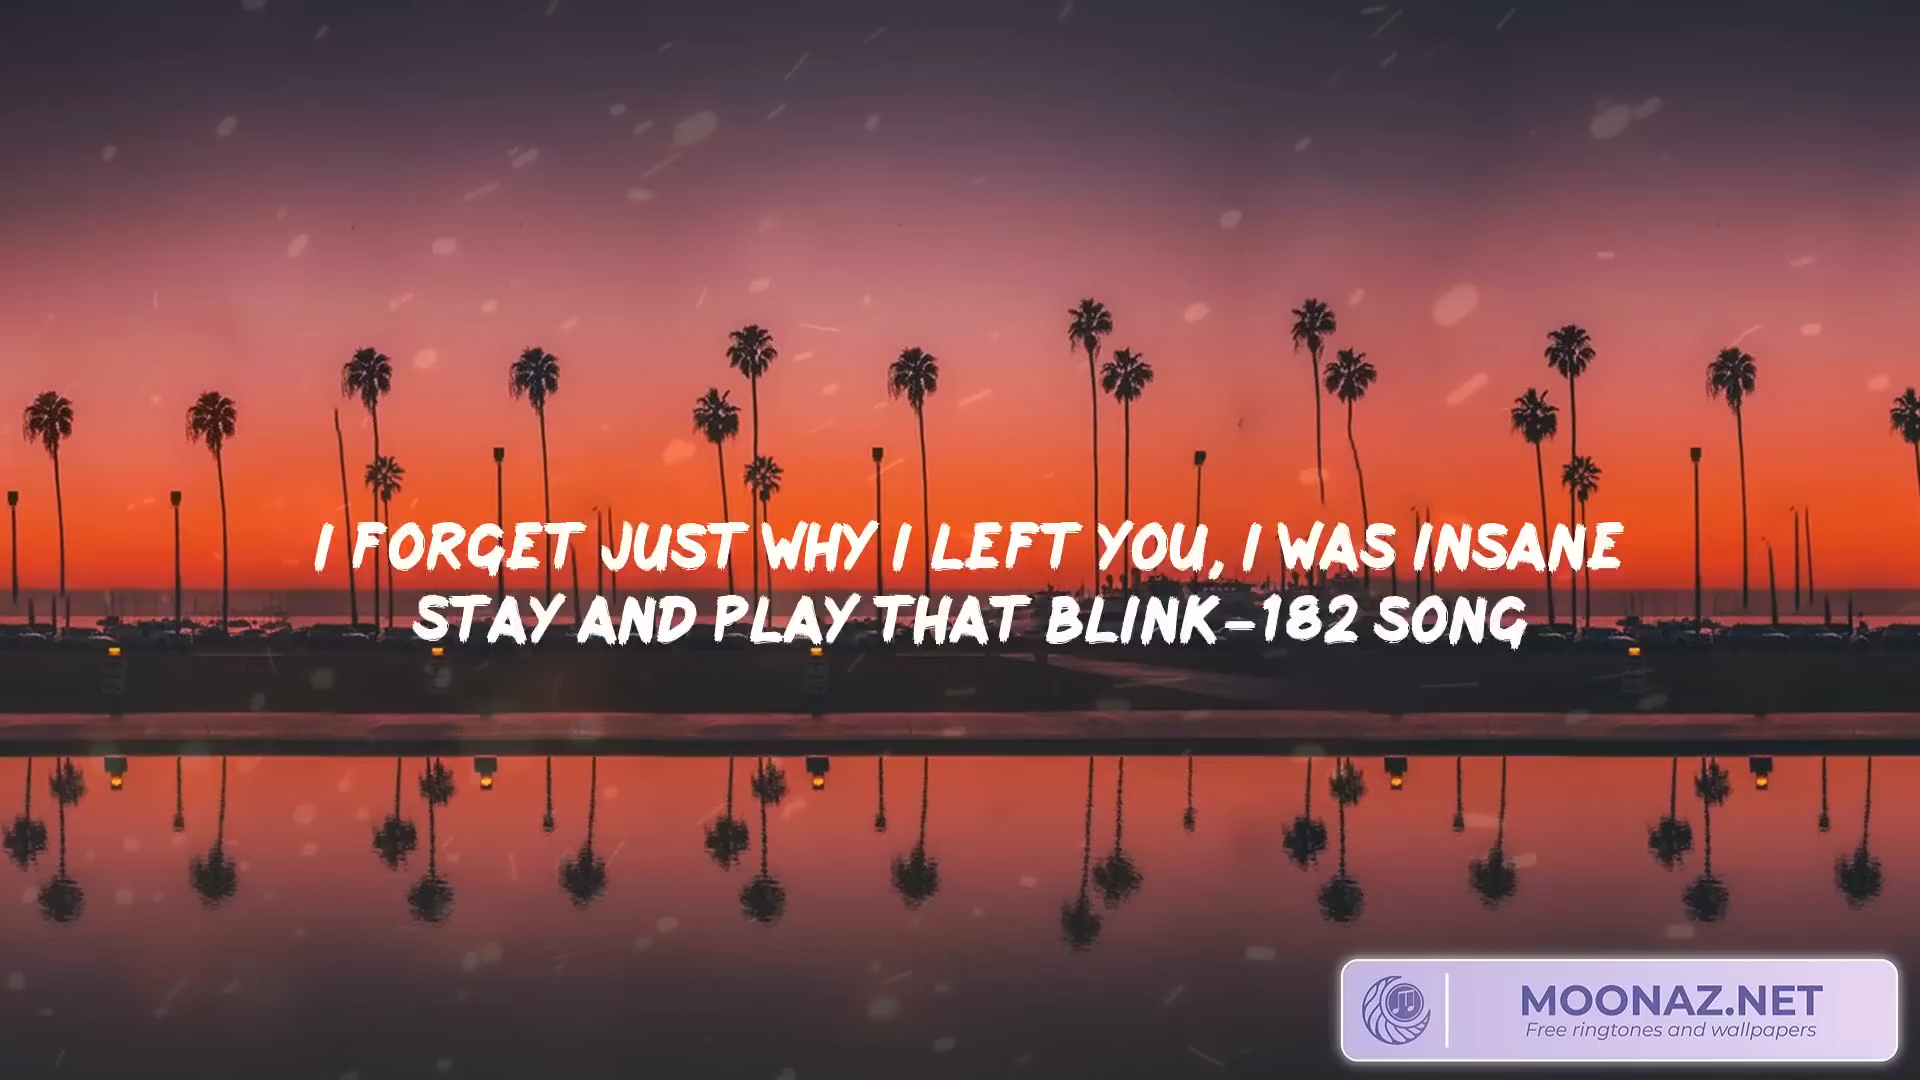 I FORGET JUST WHY I LEFT YOU, I WAS INSANE
STAY AND PLAY THAT BLINK-182 SONG
MOONAZ.NET
Free ringtones and wallpapers